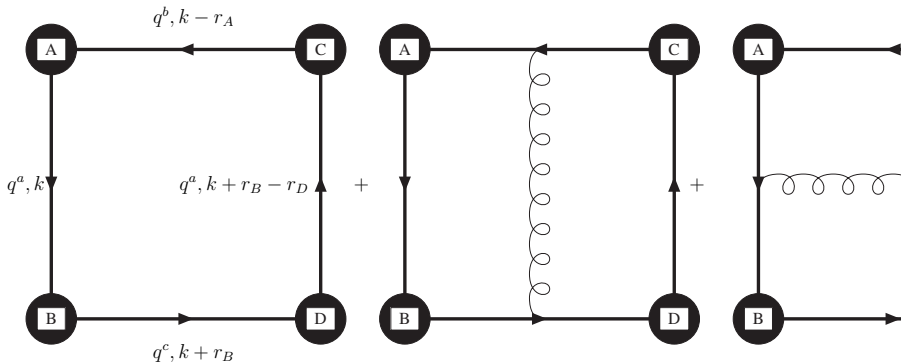 $q^b, k - r_A$
A C A C A
$q^a, k$ $q^a, k + r_B - r_D$ + +
B D B D B
$q^c, k + r_B$